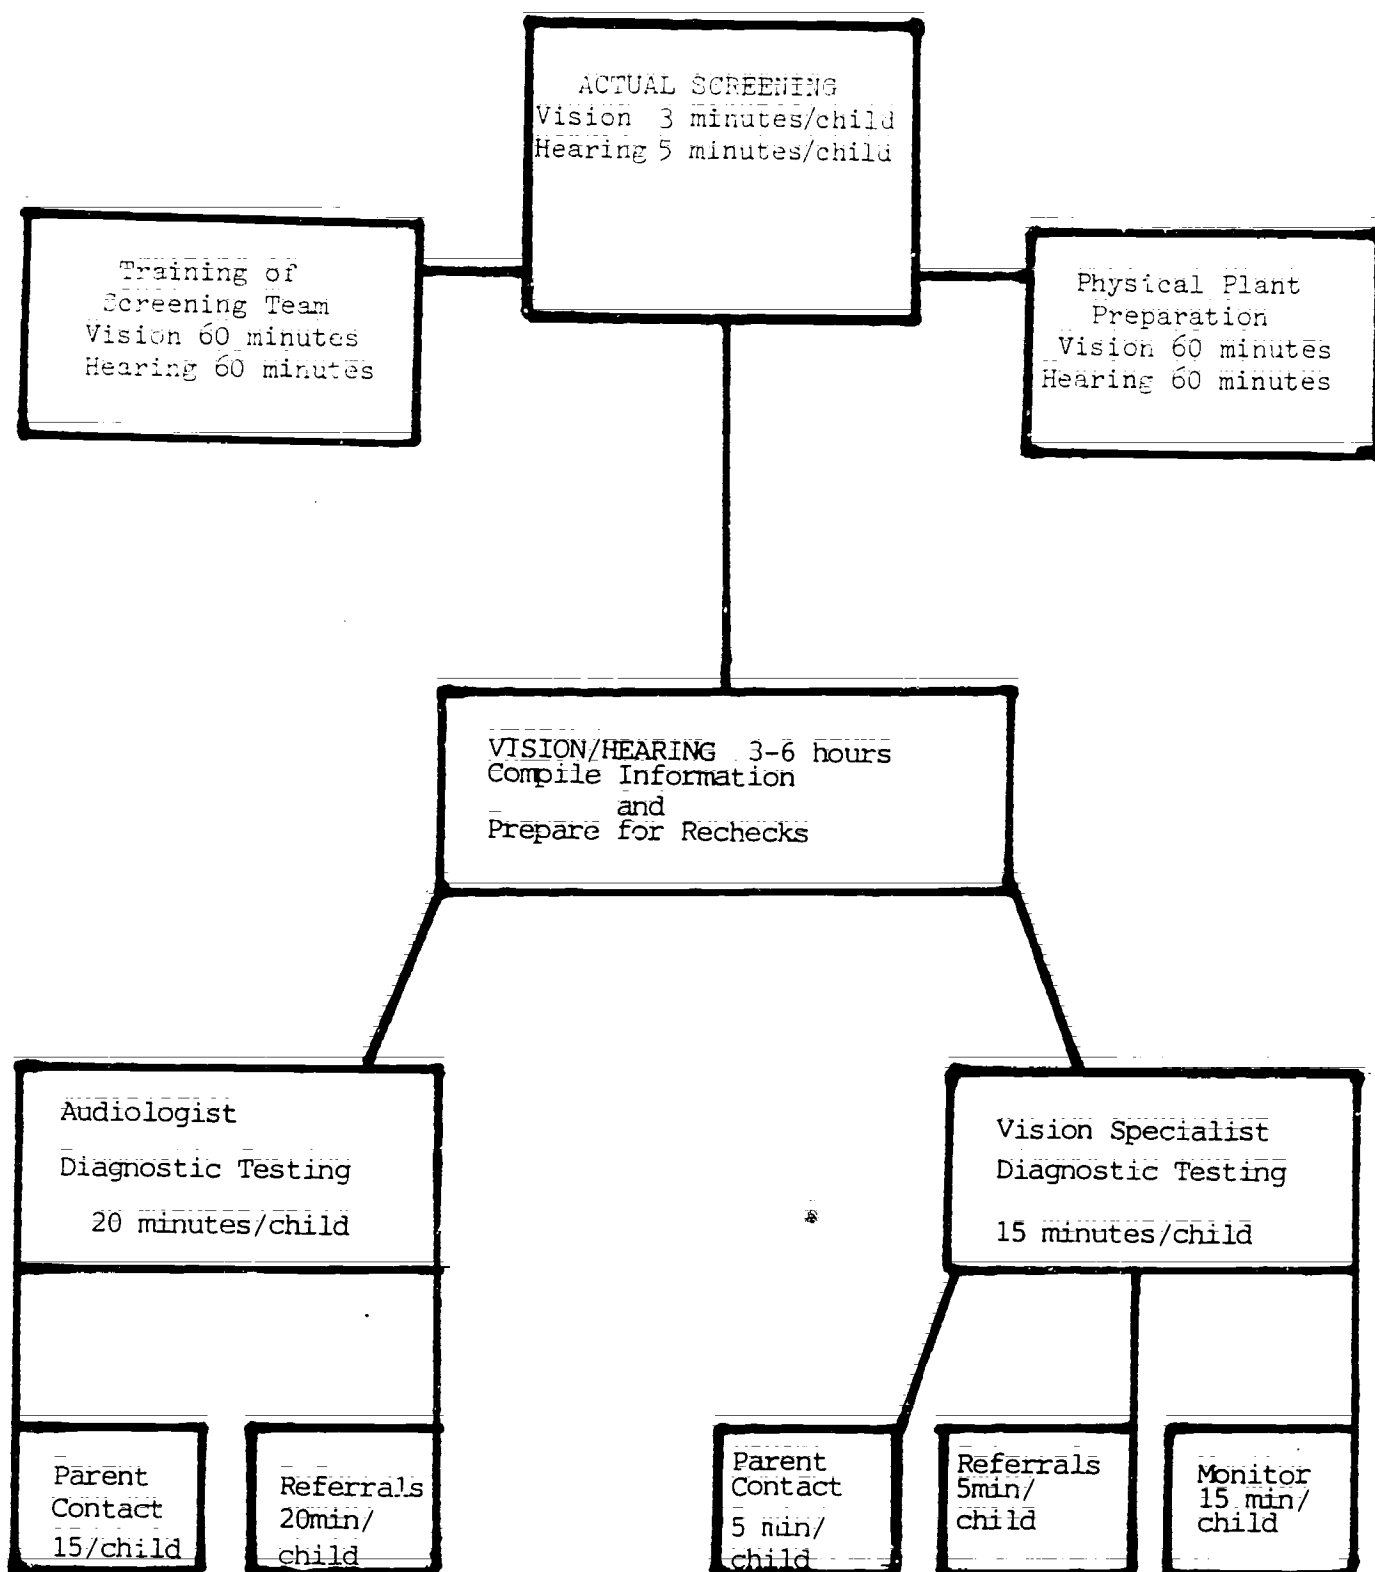 ACTUAL SCREENING
Vision 3 minutes/child
Hearing 5 minutes/child
Training of
Screening Team
Vision 60 minutes
Hearing 60 minutes
Physical Plant
Preparation
Vision 60 minutes
Hearing 60 minutes
VISION/HEARING 3-6 hours
Compile Information
and
Prepare for Rechecks
Audiologist
Diagnostic Testing
20 minutes/child
Vision Specialist
Diagnostic Testing
15 minutes/child
Parent
Contact
15/child
Referrals
20min/
child
Parent
Contact
5 min/
child
Referrals
5min/
child
Monitor
15 min/
child